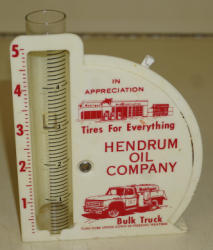 IN
APPRECIATION
Tires For Everything
HENDRUM
OIL
COMPANY
Bulk Truck
5
4
3
2
1